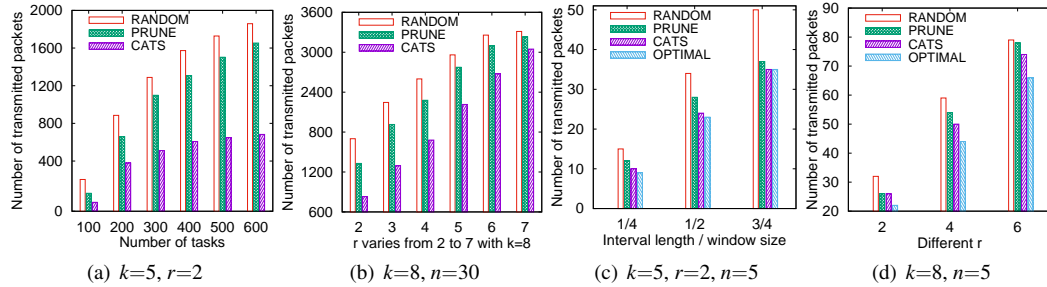 Number of transmitted packets
2000
1600
1200
800
400
0
RANDOM
PRUNE
CATS
100 200 300 400 500 600
Number of tasks
(a) k=5, r=2
Number of transmitted packets
3600
3000
2400
1800
1200
600
RANDOM
PRUNE
CATS
2 3 4 5 6 7
r varies from 2 to 7 with k=8
(b) k=8, n=30
Number of transmitted packets
50
40
30
20
10
0
RANDOM
PRUNE
CATS
OPTIMAL
1/4 1/2 3/4
Interval length / window size
(c) k=5, r=2, n=5
Number of transmitted packets
90
80
70
60
50
40
30
20
RANDOM
PRUNE
CATS
OPTIMAL
2 4 6
Different r
(d) k=8, n=5